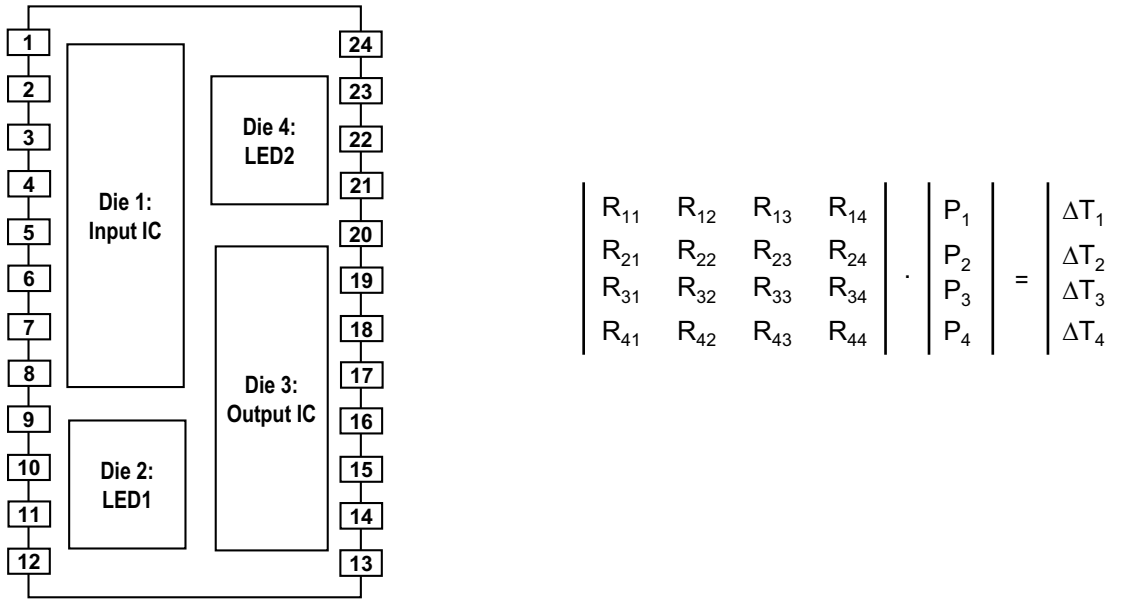 1
2
3
4
5
6
7
8
9
10
11
12
Die 1:
Input IC
Die 2:
LED1
Die 4:
LED2
Die 3:
Output IC
24
23
22
21
20
19
18
17
16
15
14
13
R₁₁ R₁₂ R₁₃ R₁₄ P₁ ΔT₁
R₂₁ R₂₂ R₂₃ R₂₄ P₂ ΔT₂
· =
R₃₁ R₃₂ R₃₃ R₃₄ P₃ ΔT₃
R₄₁ R₄₂ R₄₃ R₄₄ P₄ ΔT₄